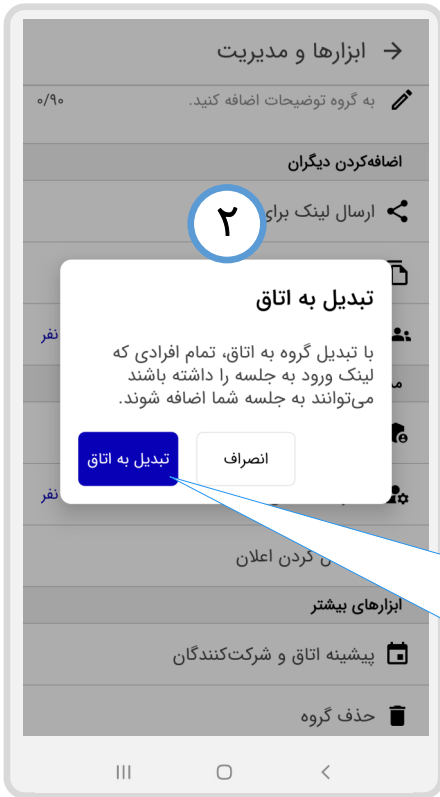 ابزارها و مدیریت
به گروه توضیحات اضافه کنید.
۰/۹۰
اضافه‌کردن دیگران
ارسال لینک برای
۲
تبدیل به اتاق
نفر
با تبدیل گروه به اتاق، تمام افرادی که
لینک ورود به جلسه را داشته باشند
می‌توانند به جلسه شما اضافه شوند.
انصراف
تبدیل به اتاق
نفر
کردن اعلان
ابزارهای بیشتر
پیشینه اتاق و شرکت‌کنندگان
حذف گروه